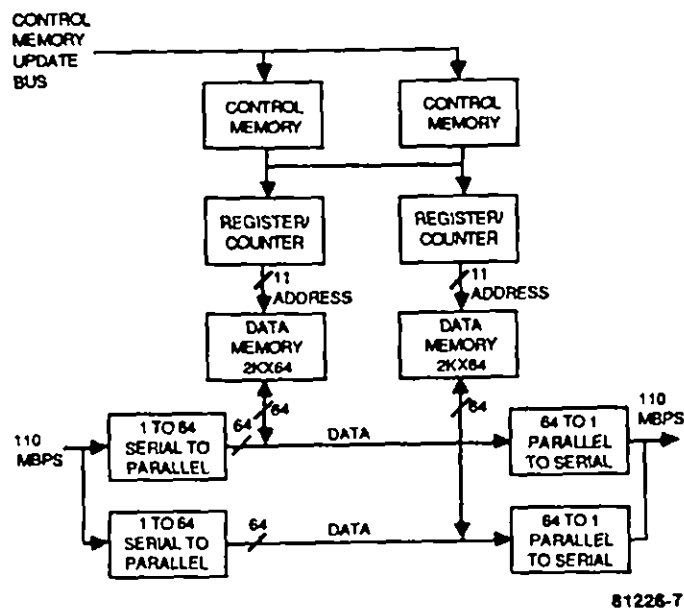 CONTROL
MEMORY
UPDATE
BUS
CONTROL
MEMORY
CONTROL
MEMORY
REGISTER/
COUNTER
REGISTER/
COUNTER
11
ADDRESS
11
ADDRESS
DATA
MEMORY
2KX64
DATA
MEMORY
2KX64
64
64
110
MBPS
1 TO 64
SERIAL TO
PARALLEL
64
DATA
64 TO 1
PARALLEL
TO SERIAL
110
MBPS
1 TO 64
SERIAL TO
PARALLEL
64
DATA
64 TO 1
PARALLEL
TO SERIAL
81226-7